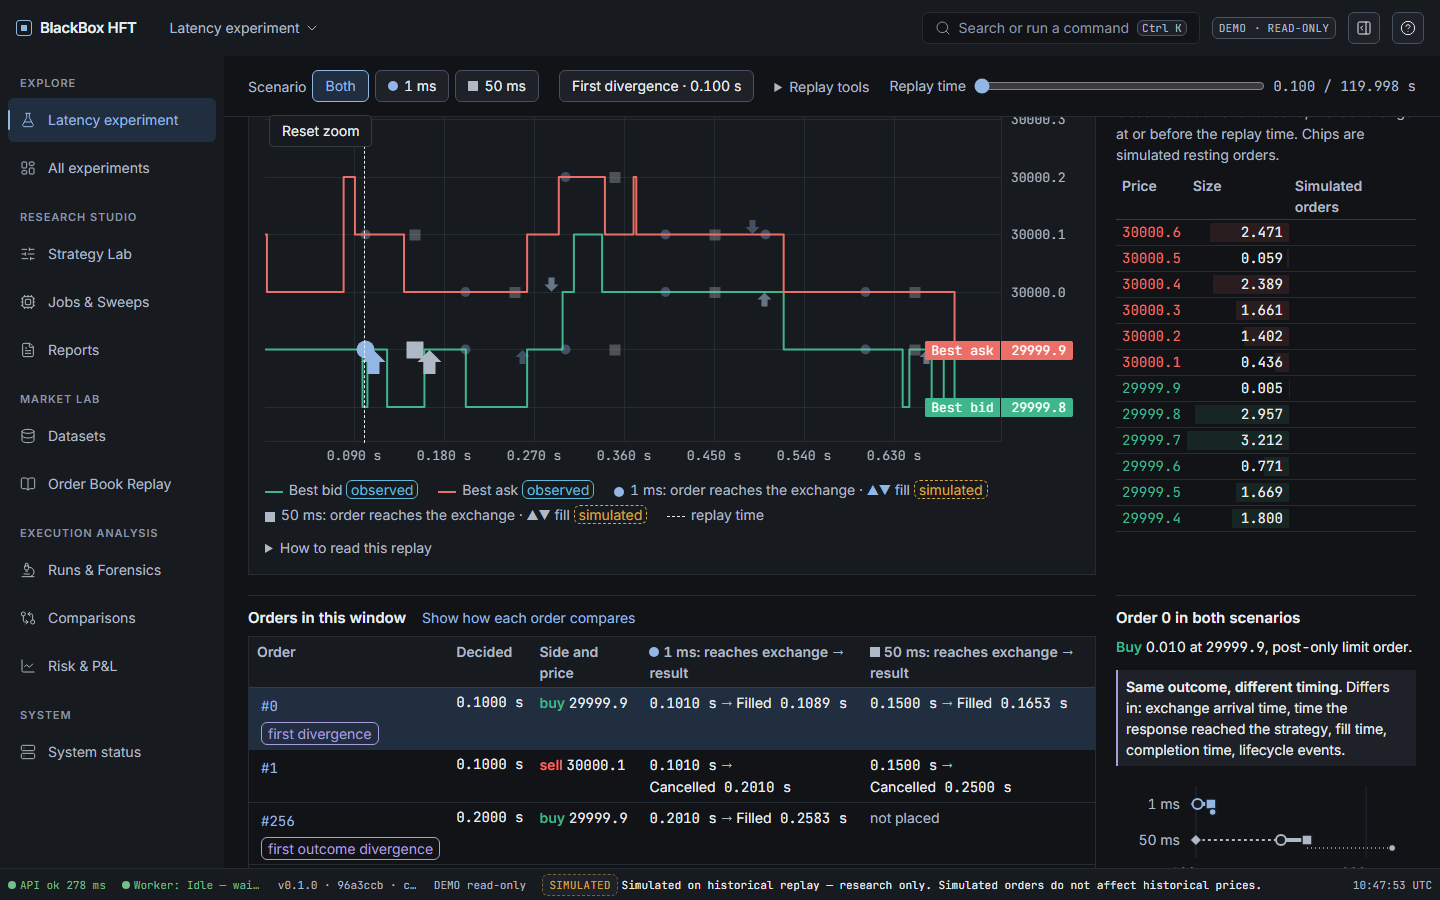 BlackBox HFT
Latency experiment
Search or run a command Ctrl K
DEMO · READ-ONLY
EXPLORE
Latency experiment
All experiments
RESEARCH STUDIO
Strategy Lab
Jobs & Sweeps
Reports
MARKET LAB
Datasets
Order Book Replay
EXECUTION ANALYSIS
Runs & Forensics
Comparisons
Risk & P&L
SYSTEM
System status
Scenario Both 1 ms 50 ms First divergence · 0.100 s Replay tools Replay time 0.100 / 119.998 s
Reset zoom
30000.3
30000.2
30000.1
30000.0
Best ask 29999.9
Best bid 29999.8
0.090 s 0.180 s 0.270 s 0.360 s 0.450 s 0.540 s 0.630 s
Best bid observed Best ask observed 1 ms: order reaches the exchange · ▲▼ fill simulated
50 ms: order reaches the exchange · ▲▼ fill simulated replay time
How to read this replay
at or before the replay time. Chips are
simulated resting orders.
Price Size Simulated
orders
30000.6 2.471
30000.5 0.059
30000.4 2.389
30000.3 1.661
30000.2 1.402
30000.1 0.436
29999.9 0.005
29999.8 2.957
29999.7 3.212
29999.6 0.771
29999.5 1.669
29999.4 1.800
Orders in this window Show how each order compares
Order Decided Side and price 1 ms: reaches exchange → result 50 ms: reaches exchange → result
#0 0.1000 s buy 29999.9 0.1010 s → Filled 0.1089 s 0.1500 s → Filled 0.1653 s
first divergence
#1 0.1000 s sell 30000.1 0.1010 s → Cancelled 0.2010 s 0.1500 s → Cancelled 0.2500 s
#256 0.2000 s buy 29999.9 0.2010 s → Filled 0.2583 s not placed
first outcome divergence
Order 0 in both scenarios
Buy 0.010 at 29999.9, post-only limit order.
Same outcome, different timing. Differs
in: exchange arrival time, time the
response reached the strategy, fill time,
completion time, lifecycle events.
1 ms
50 ms
API ok 278 ms Worker: Idle — wai… v0.1.0 · 96a3ccb · c… DEMO read-only SIMULATED Simulated on historical replay — research only. Simulated orders do not affect historical prices. 10:47:53 UTC